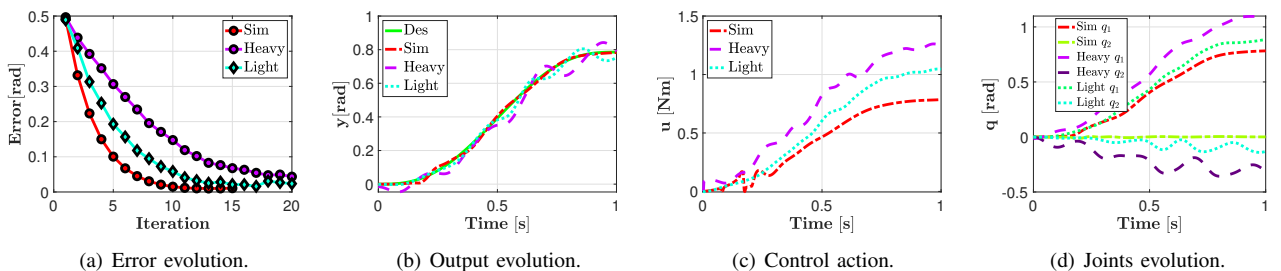 0.5
0.4
0.3
0.2
0.1
0
Error[rad]
5
10
15
20
Iteration
Sim
Heavy
Light
(a) Error evolution.
1
0.8
0.6
0.4
0.2
0
y[rad]
0
0.5
1
Time [s]
Des
Sim
Heavy
Light
(b) Output evolution.
1.5
1
0.5
0
u [Nm]
0
0.5
1
Time [s]
Sim
Heavy
Light
(c) Control action.
1
0.5
0
-0.5
q [rad]
0
0.5
1
Time [s]
Sim q₁
Sim q₂
Heavy q₁
Heavy q₂
Light q₁
Light q₂
(d) Joints evolution.